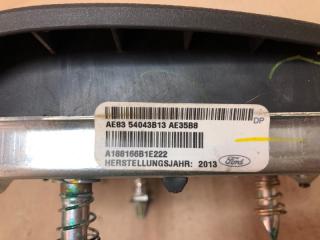 AE83 54043B13 AE35B8
DP
A188166B1E222
HERSTELLUNGSJAHR: 2013
Ford